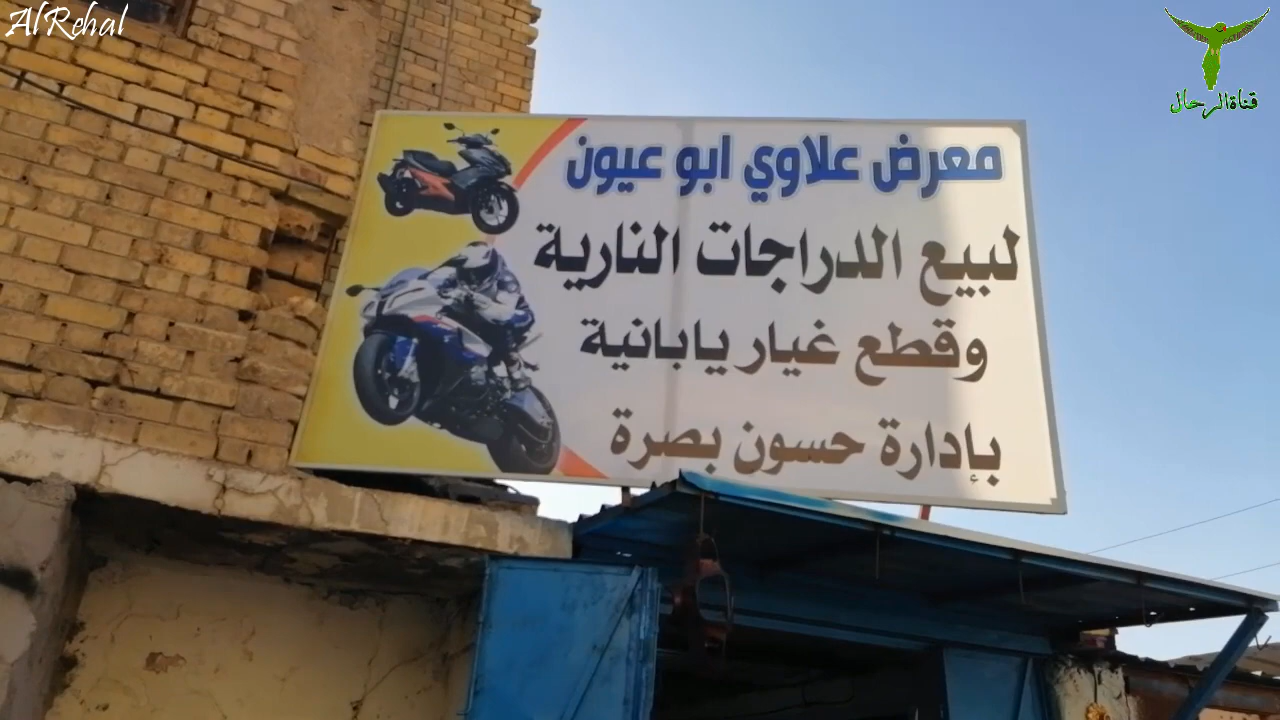 AlRehal
قناة الرحال
معرض علاوي ابو عيون
لبيع الدراجات النارية
وقطع غيار يابانية
بإدارة حسون بصرة